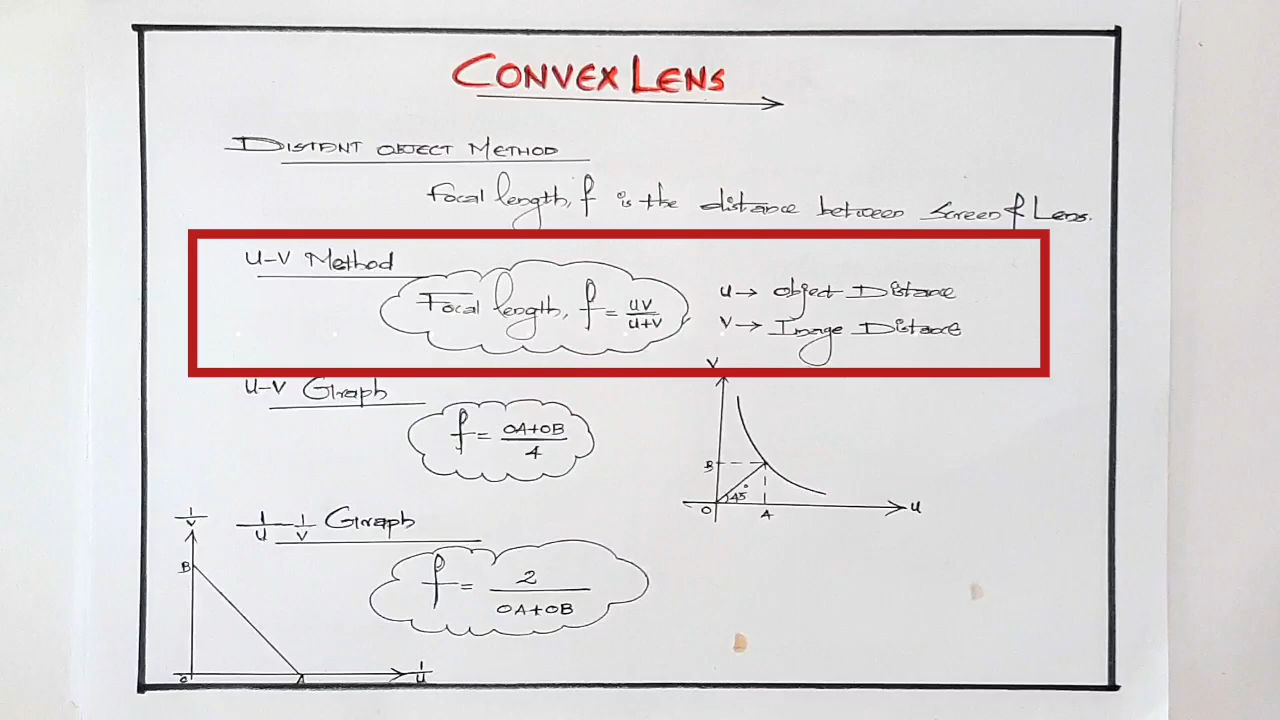 CONVEX LENS
DISTANT OBJECT METHOD
Focal length, f is the distance between Screen & Lens.
U-V Method
Focal length, f = uv/u+v
u → object Distance
v → Image Distance
U-V Graph
f = OA+OB/4
V
B
45°
O
A
u
1/u - 1/v Graph
f = 2/OA+OB
1/v
B
O
A
1/u